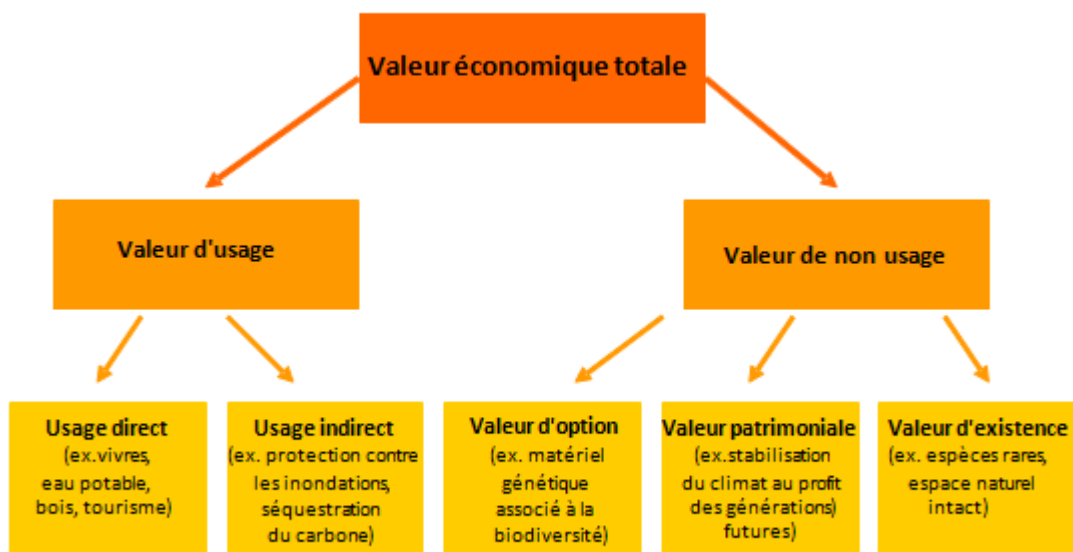 Valeur économique totale
Valeur d'usage
Valeur de non usage
Usage direct
(ex.vivres,
eau potable,
bois, tourisme)
Usage indirect
(ex. protection contre
les inondations,
séquestration
du carbone)
Valeur d'option
(ex. matériel
génétique
associé à la
biodiversité)
Valeur patrimoniale
(ex.stabilisation
du climat au profit
des générations)
futures)
Valeur d'existence
(ex. espèces rares,
espace naturel
intact)